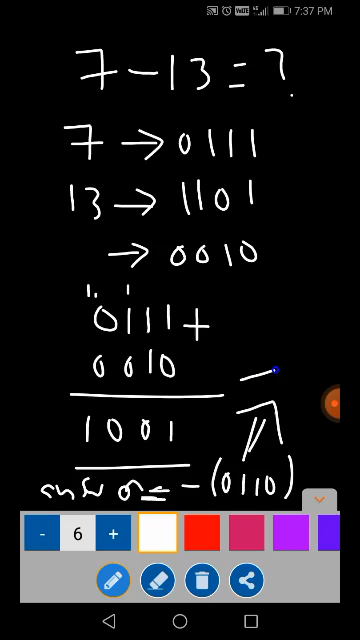 7:37 PM
7 - 13 = ?
7 → 0111
13 → 1101
→ 0010
0111 +
0010
1001
- (0110)
- 6 +